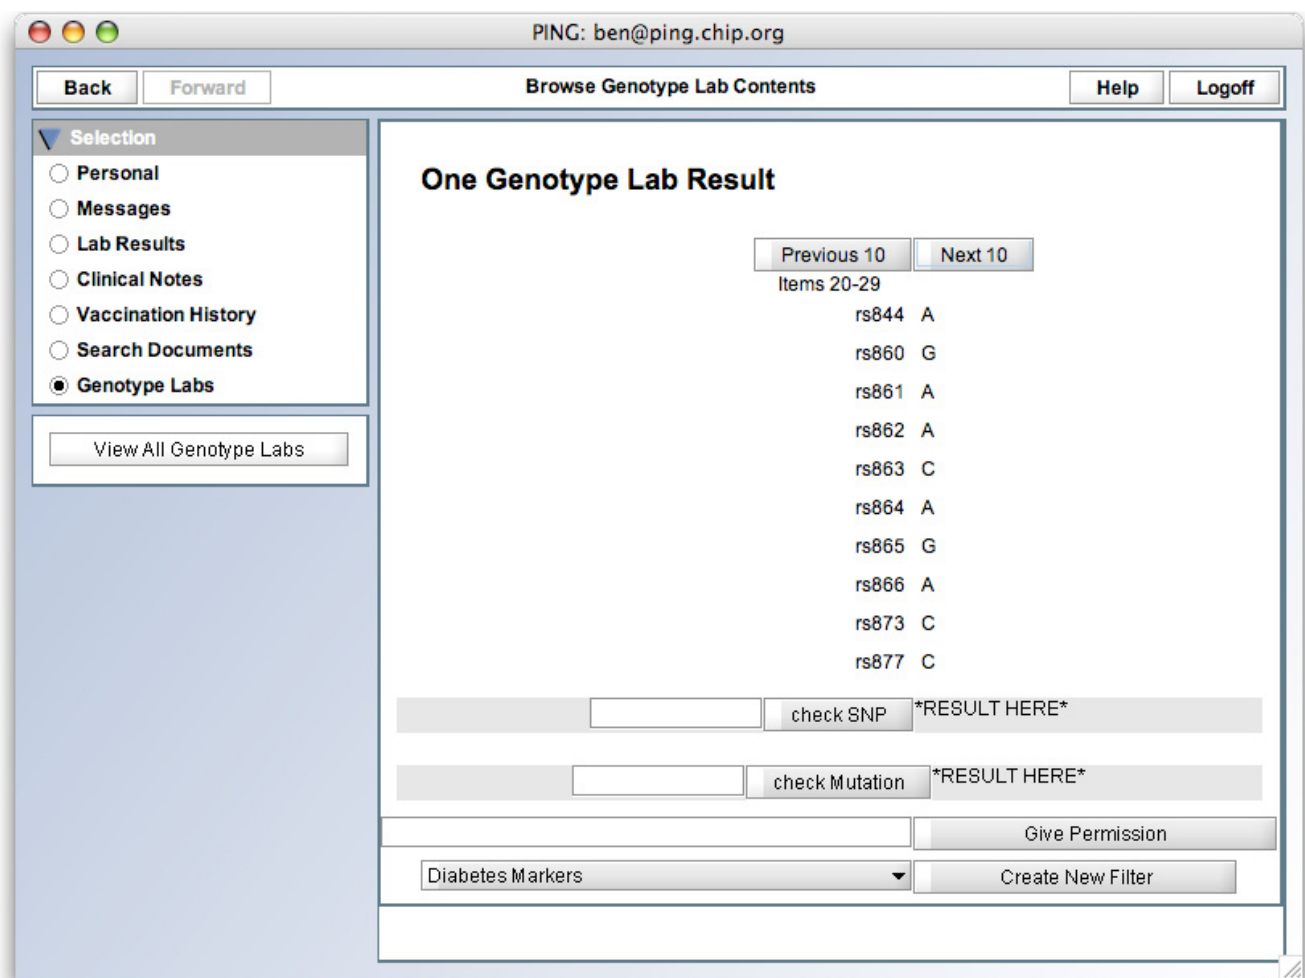 PING: ben@ping.chip.org
Back Forward Browse Genotype Lab Contents Help Logoff
Selection
Personal
Messages
Lab Results
Clinical Notes
Vaccination History
Search Documents
Genotype Labs
View All Genotype Labs
One Genotype Lab Result
Previous 10 Next 10
Items 20-29
rs844 A
rs860 G
rs861 A
rs862 A
rs863 C
rs864 A
rs865 G
rs866 A
rs873 C
rs877 C
check SNP *RESULT HERE*
check Mutation *RESULT HERE*
Give Permission
Diabetes Markers Create New Filter